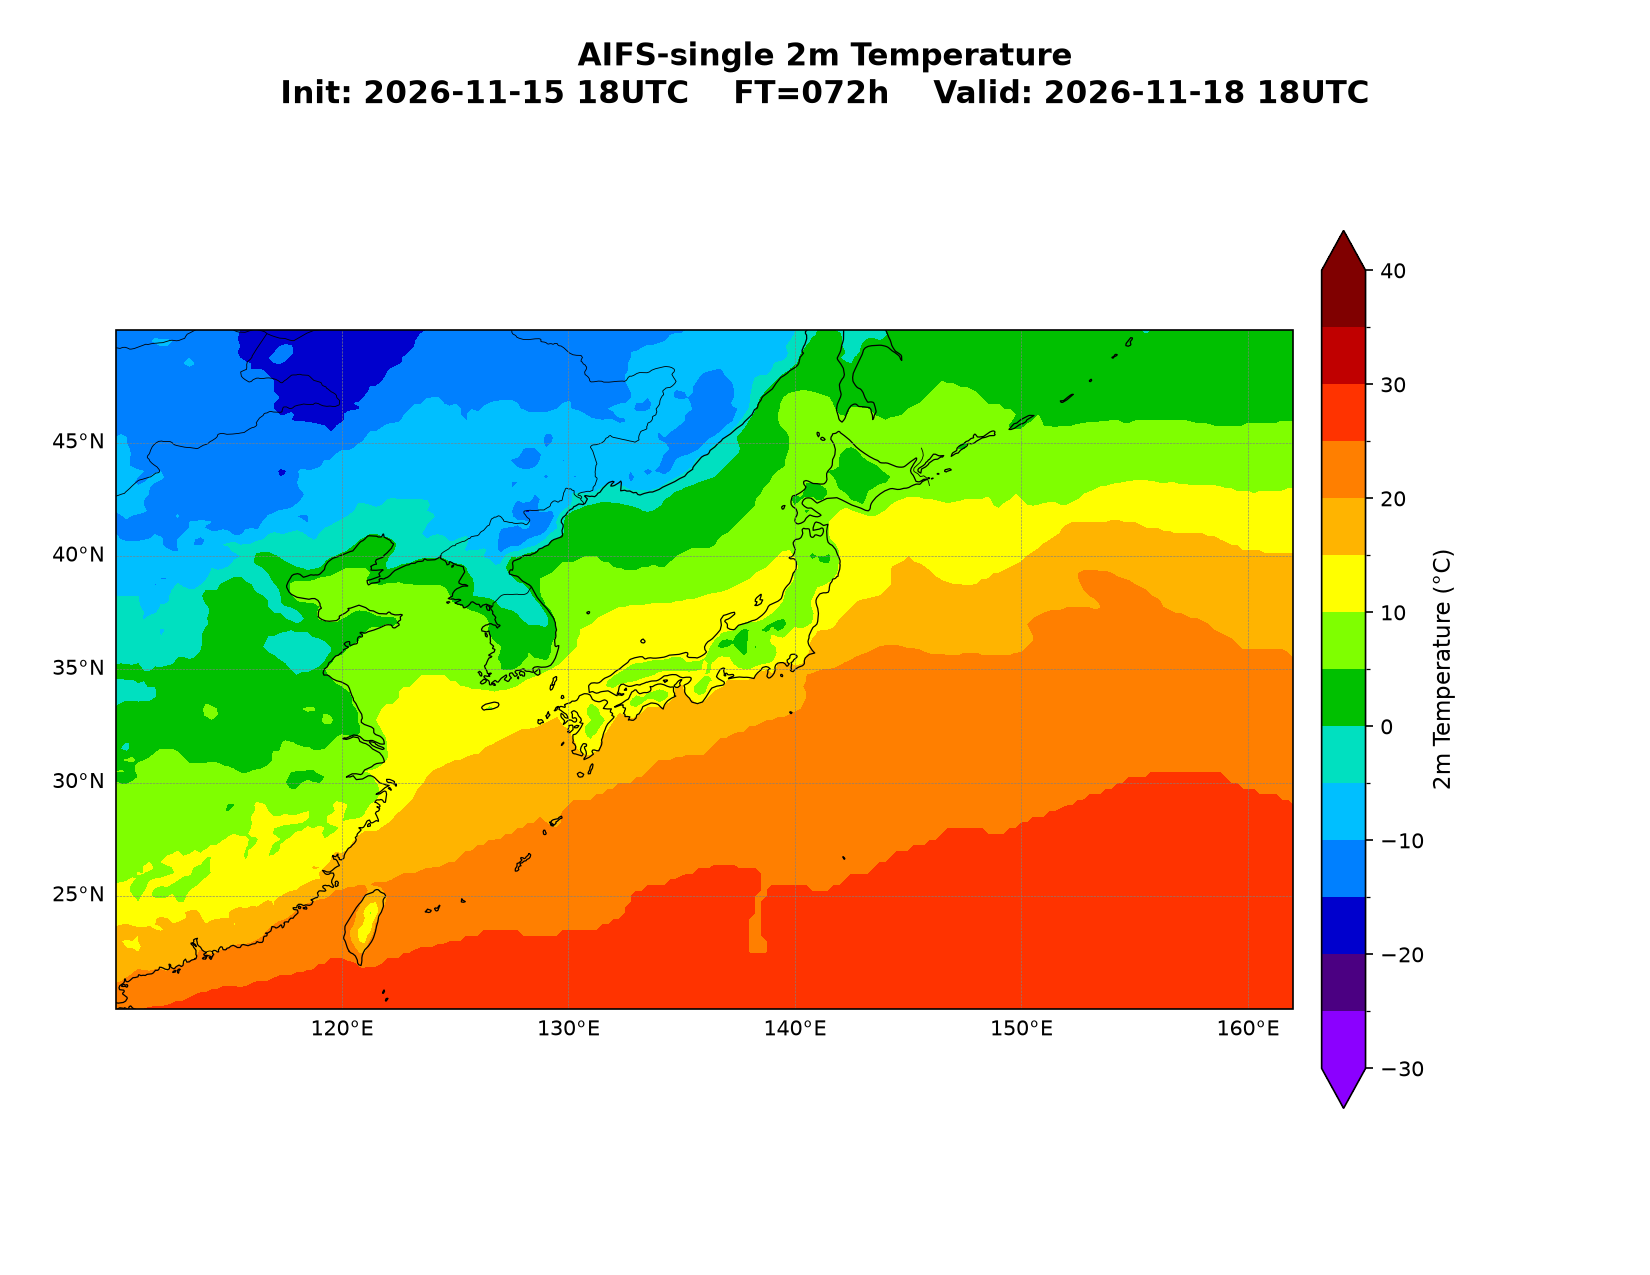 AIFS-single 2m Temperature
Init: 2026-11-15 18UTC    FT=072h    Valid: 2026-11-18 18UTC
45°N
40°N
35°N
30°N
25°N
120°E
130°E
140°E
150°E
160°E
40
30
20
10
0
−10
−20
−30
2m Temperature (°C)